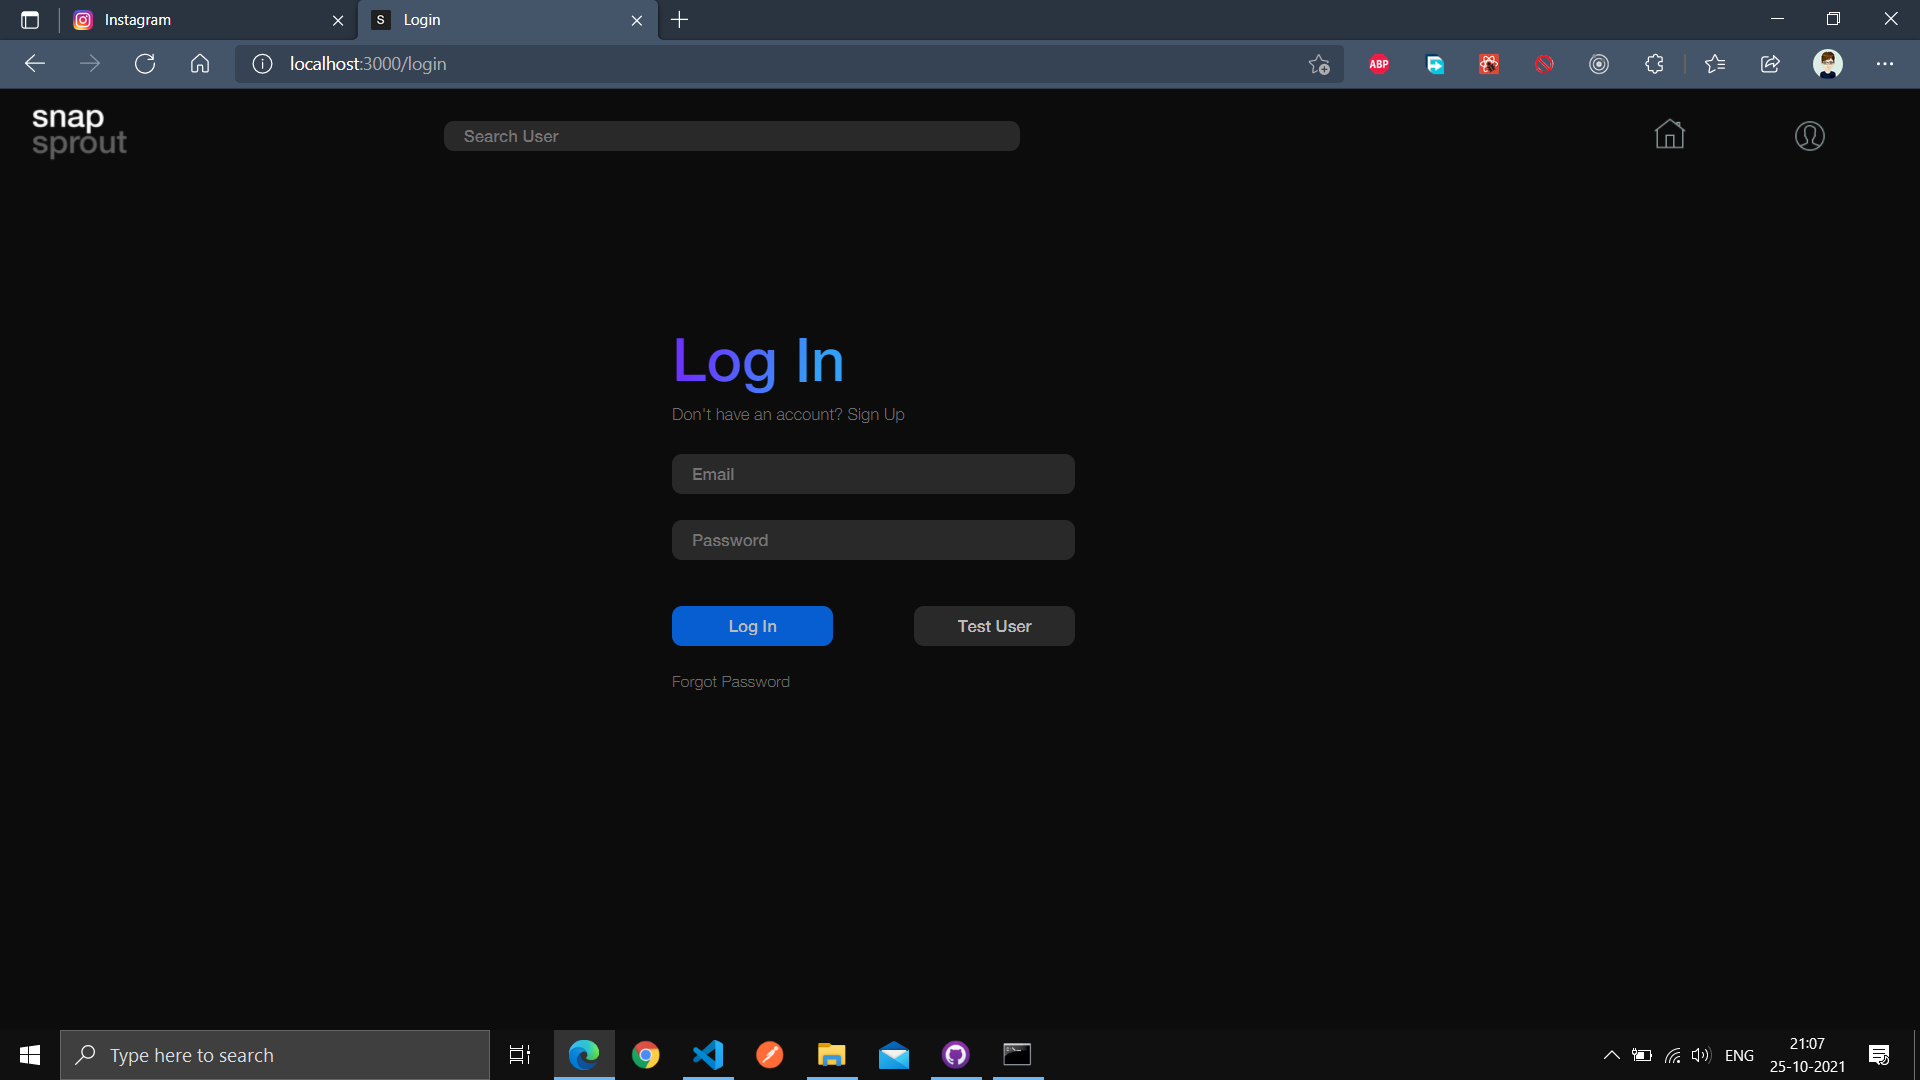 Instagram
S
Login
localhost:3000/login
ABP
snap
sprout
Search User
Log In
Don't have an account? Sign Up
Email
Password
Log In
Test User
Forgot Password
Type here to search
ENG
21:07
25-10-2021